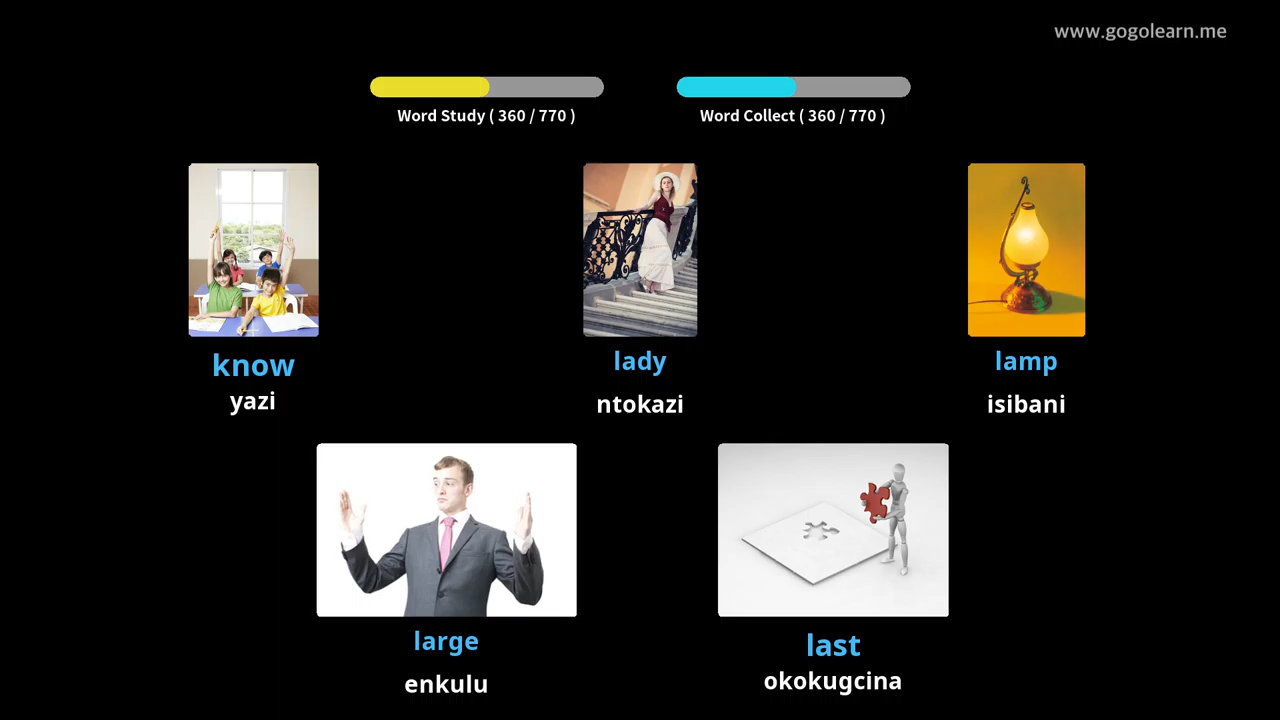 www.gogolearn.me
Word Study ( 360 / 770 )
Word Collect ( 360 / 770 )
know
yazi
lady
ntokazi
lamp
isibani
large
enkulu
last
okokugcina